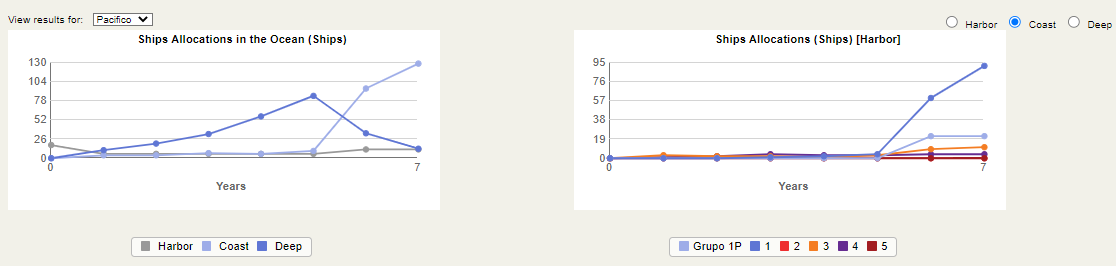 View results for: Pacifico
Harbor Coast Deep
Ships Allocations in the Ocean (Ships)
130
104
78
52
26
0
0 7
Years
Harbor Coast Deep
Ships Allocations (Ships) [Harbor]
95
76
57
38
19
0
0 7
Years
Grupo 1P 1 2 3 4 5